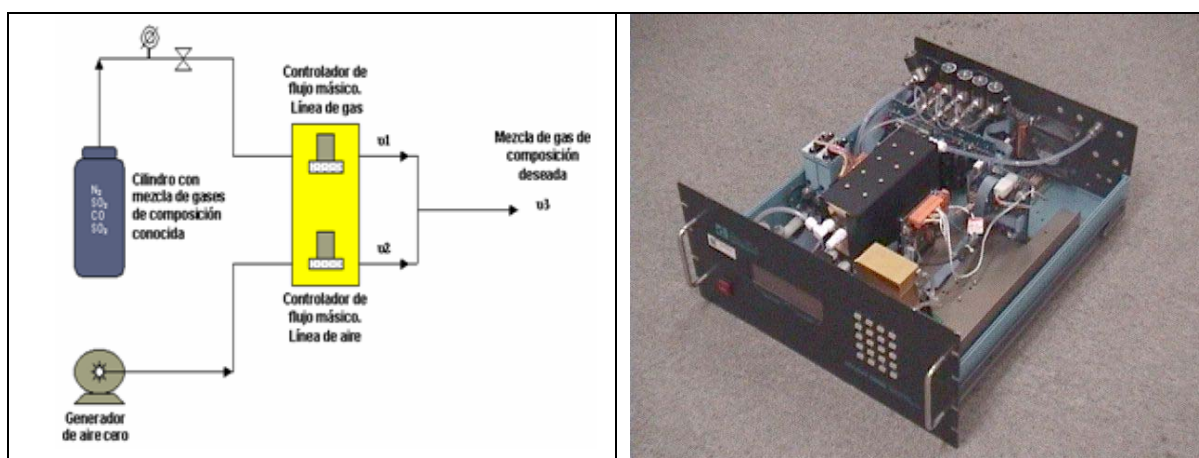 Controlador de
flujo másico.
Línea de gas
υ1
Mezcla de gas de
composición
deseada
υ3
N₂
SO₂
CO
SO₂
Cilindro con
mezcla de gases
de composición
conocida
υ2
Controlador de
flujo másico.
Línea de aire
Generador
de aire cero